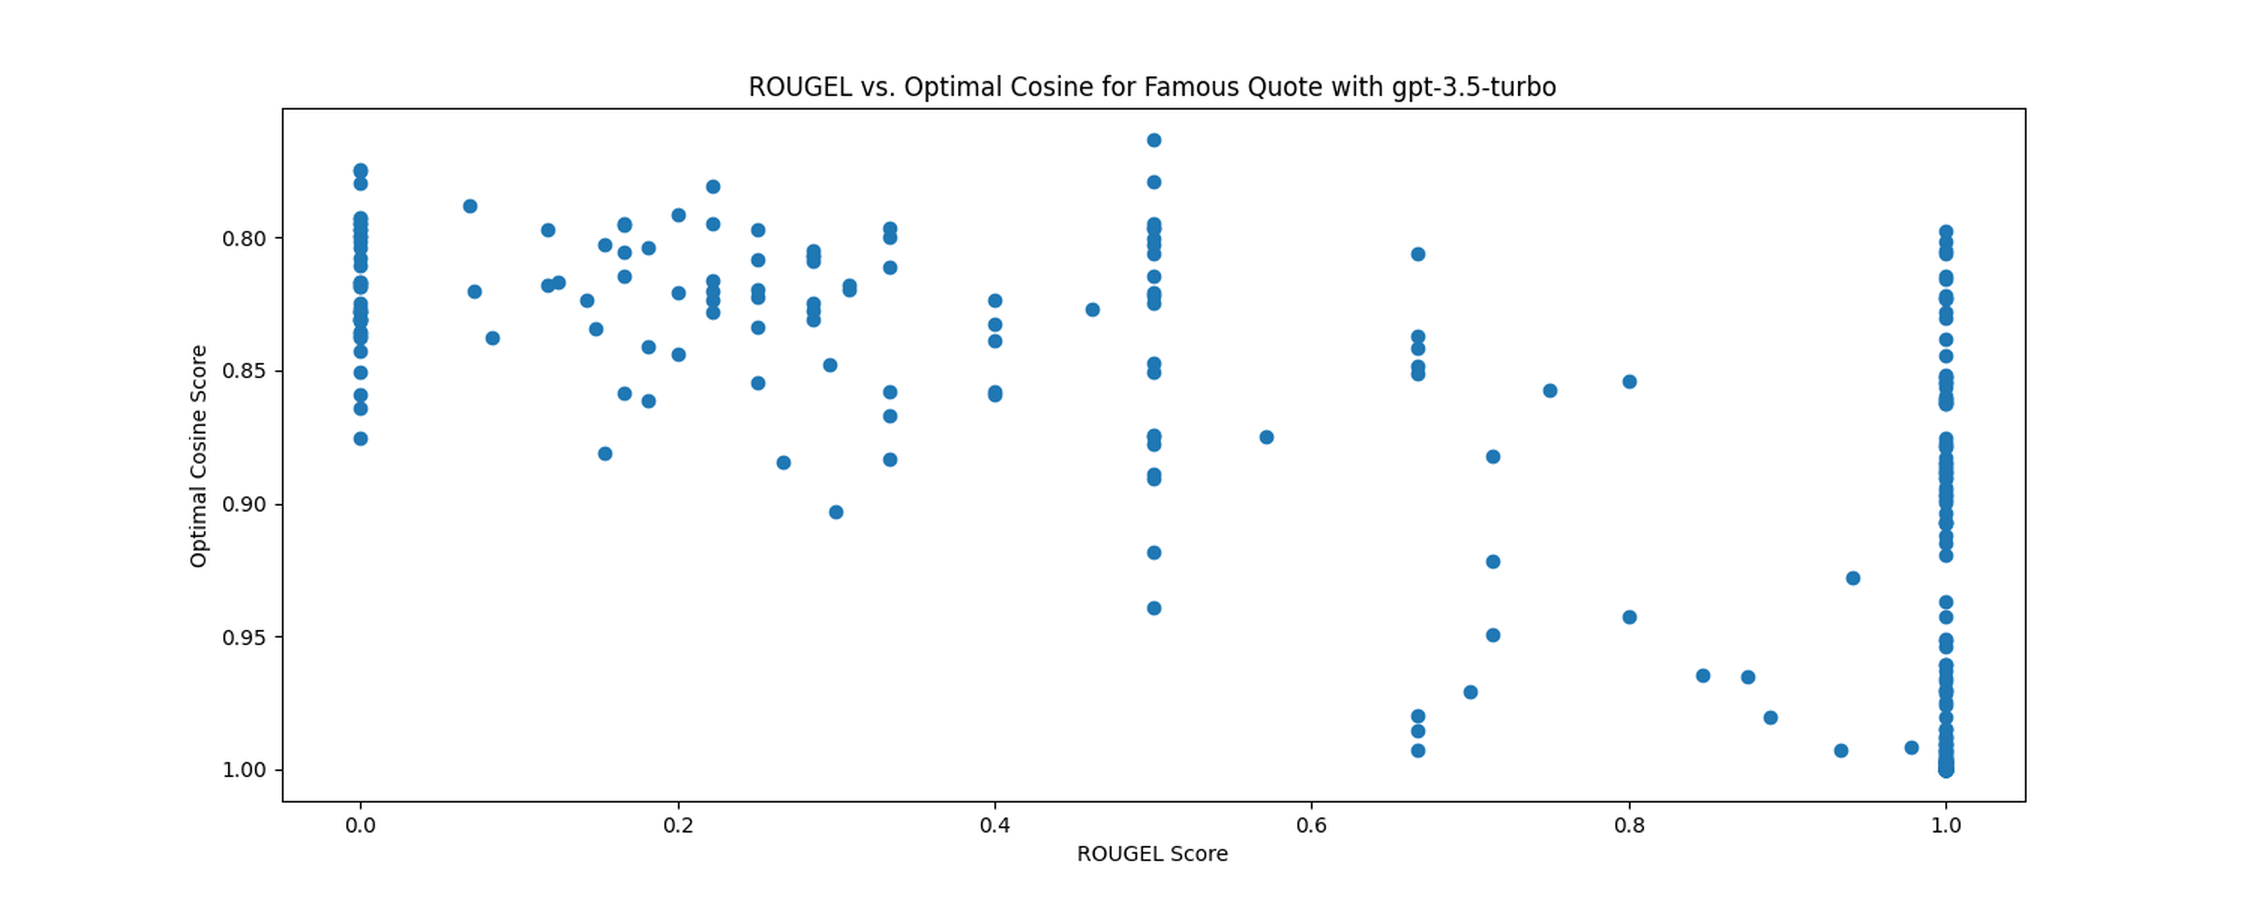 ROUGEL vs. Optimal Cosine for Famous Quote with gpt-3.5-turbo
Optimal Cosine Score
0.80
0.85
0.90
0.95
1.00
0.0 0.2 0.4 0.6 0.8 1.0
ROUGEL Score